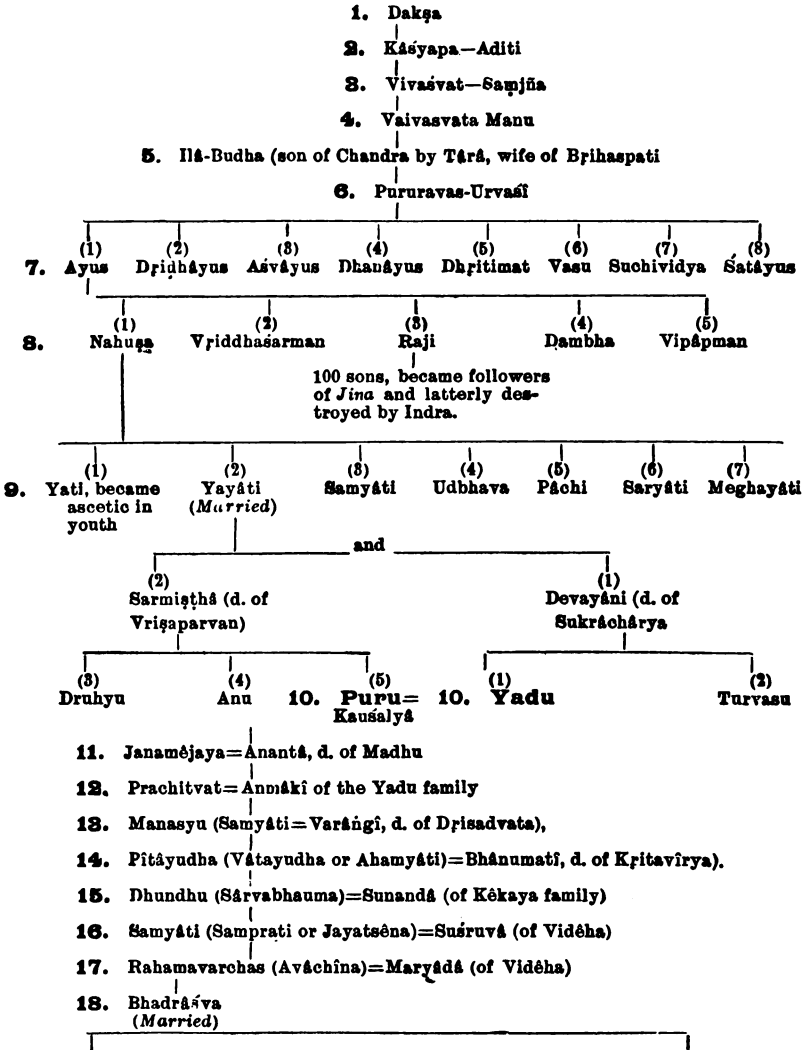 1. Dakṣa
2. Kâśyapa—Aditi
3. Vivaśvat—Saṃjña
4. Vaivasvata Manu
5. Ilâ-Budha (son of Chandra by Târâ, wife of Bṛihaspati
6. Pururavas-Urvaśî
(1) (2) (3) (4) (5) (6) (7) (8)
7. Ayus Dṛiḍhâyus Aśvâyus Dhanâyus Dhṛitimat Vasu Suchividya Śatâyus
(1) (2) (3) (4) (5)
8. Nahuṣa Vṛiddhaśarman Raji Ḍambha Vipâpman
100 sons, became followers
of Jina and latterly des-
troyed by Indra.
(1) (2) (3) (4) (5) (6) (7)
9. Yati, became Yayâti Samyâti Udbhava Pâchi Saryâti Meghayâti
ascetic in (Married)
youth
and
(2) (1)
Sarmiṣṭhâ (d. of Devayâni (d. of
Vriṣaparvan) Sukrâchârya
(3) (4) (5) (1) (2)
Druhyu Anu 10. Puru= 10. Yadu Turvasu
Kauśalyâ
11. Janamêjaya=Anantâ, d. of Madhu
12. Prachitvat=Anmâkî of the Yadu family
13. Manasyu (Samyâti=Varâṅgî, d. of Dṛisadvata),
14. Pîtâyudha (Vâtayudha or Ahamyâti)=Bhânumatî, d. of Kṛitavîrya).
15. Dhundhu (Sârvabhauma)=Sunandâ (of Kêkaya family)
16. Samyâti (Samprati or Jayatsêna)=Suśruvâ (of Vidêha)
17. Rahamavarchas (Avâchîna)=Maryâdâ (of Vidêha)
18. Bhadrâśva
(Married)